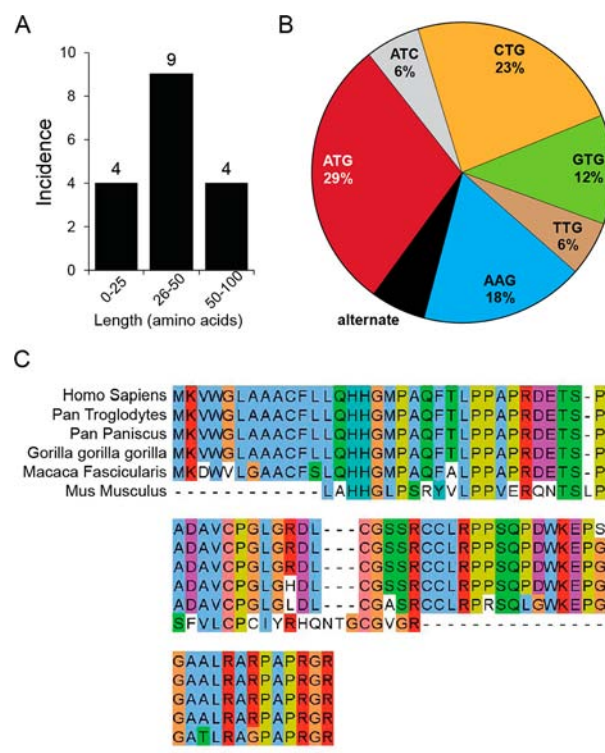 A
Incidence
10
8
6
4
2
0
4
9
4
0-25
26-50
50-100
Length (amino acids)
B
ATC
6%
CTG
23%
GTG
12%
TTG
6%
AAG
18%
alternate
ATG
29%
C
Homo Sapiens MKVWGLAAACFLLQHHGMPAQFTLPPAPRDETS-P
Pan Troglodytes MKVWGLAAACFLLQHHGMPAQFTLPPAPRDETS-P
Pan Paniscus MKVWGLAAACFLLQHHGMPAQFTLPPAPRDETS-P
Gorilla gorilla gorilla MKVWGLAAACFLLQHHGMPAQFTLPPAPRDETS-P
Macaca Fascicularis MKDWVLGAACFSLQHHGMPAQFALPPAPRDETS-P
Mus Musculus ------------LAHHGLPSRYVLPPVERQNTSLP
ADAVCPGLGRDL---CGSSRCCLRPPSQPDWKEPS
ADAVCPGLGRDL---CGSSRCCLRPPSQPDWKEPG
ADAVCPGLGRDL---CGSSRCCLRPPSQPDWKEPG
ADAVCPGLGHDL---CGSSRCCLRPPSQPDWKEPG
ADAVCPGLGLDL---CGASRCCLRPRSQLGWKEPG
SFVLCPCIYRHQNTGCGVGR---------------
GAALRARPAPRGR
GAALRARPAPRGR
GAALRARPAPRGR
GAALRARPAPRGR
GATLRAGPAPRGR